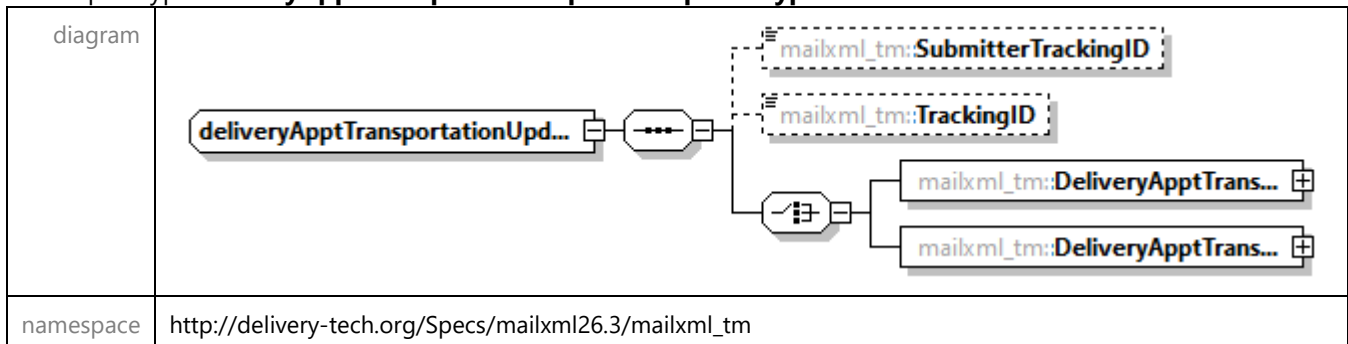 diagram
mailxml_tm::SubmitterTrackingID
mailxml_tm::TrackingID
deliveryApptTransportationUpd...
mailxml_tm::DeliveryApptTrans...
mailxml_tm::DeliveryApptTrans...
namespace http://delivery-tech.org/Specs/mailxml26.3/mailxml_tm